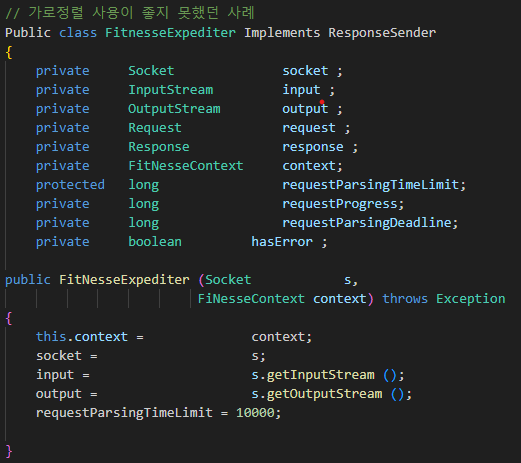 // 가로정렬 사용이 좋지 못했던 사례
Public class FitnesseExpediter Implements ResponseSender
{
    private     Socket              socket ;
    private     InputStream         input ;
    private     OutputStream        output ;
    private     Request             request ;
    private     Response            response ;
    private     FitNesseContext     context;
    protected   long                requestParsingTimeLimit;
    private     long                requestProgress;
    private     long                requestParsingDeadline;
    private     boolean         hasError ;
public FitNesseExpediter (Socket            s,
                        FiNesseContext context) throws Exception
{
    this.context =              context;
    socket =                    s;
    input =                     s.getInputStream ();
    output =                    s.getOutputStream ();
    requestParsingTimeLimit = 10000;
}